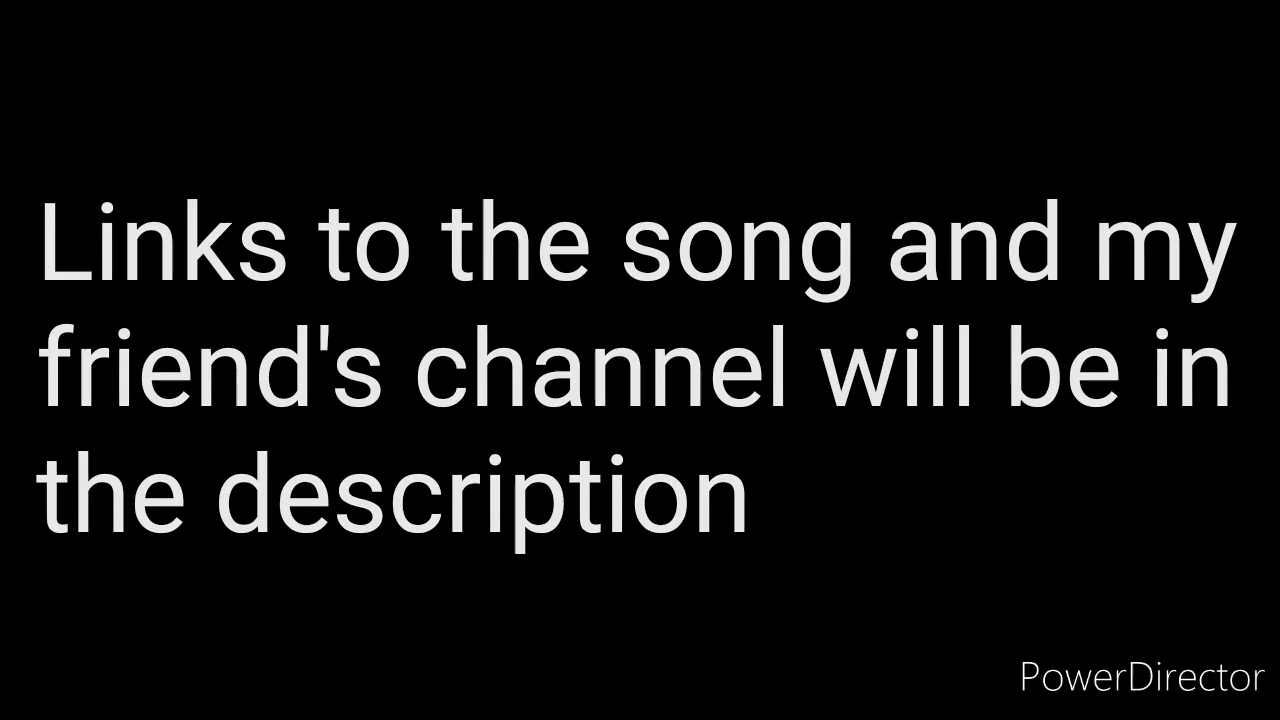 Links to the song and my
friend's channel will be in
the description
PowerDirector